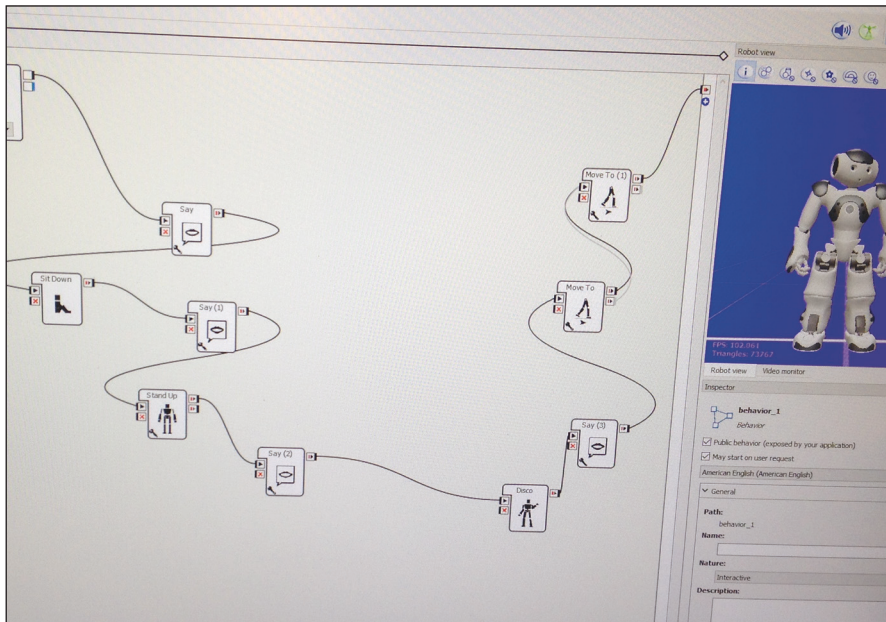 Robot view
Move To (1)
Say
Sit Down
Move To
Say (1)
FPS: 102.061
Triangles: 73767
Robot view
Video monitor
Inspector
Stand Up
behavior_1
Behavior
Say (3)
Public behavior (exposed by your application)
Say (2)
May start on user request
American English (American English)
Disco
General
Path:
behavior_1
Name:
Nature:
Interactive
Description: